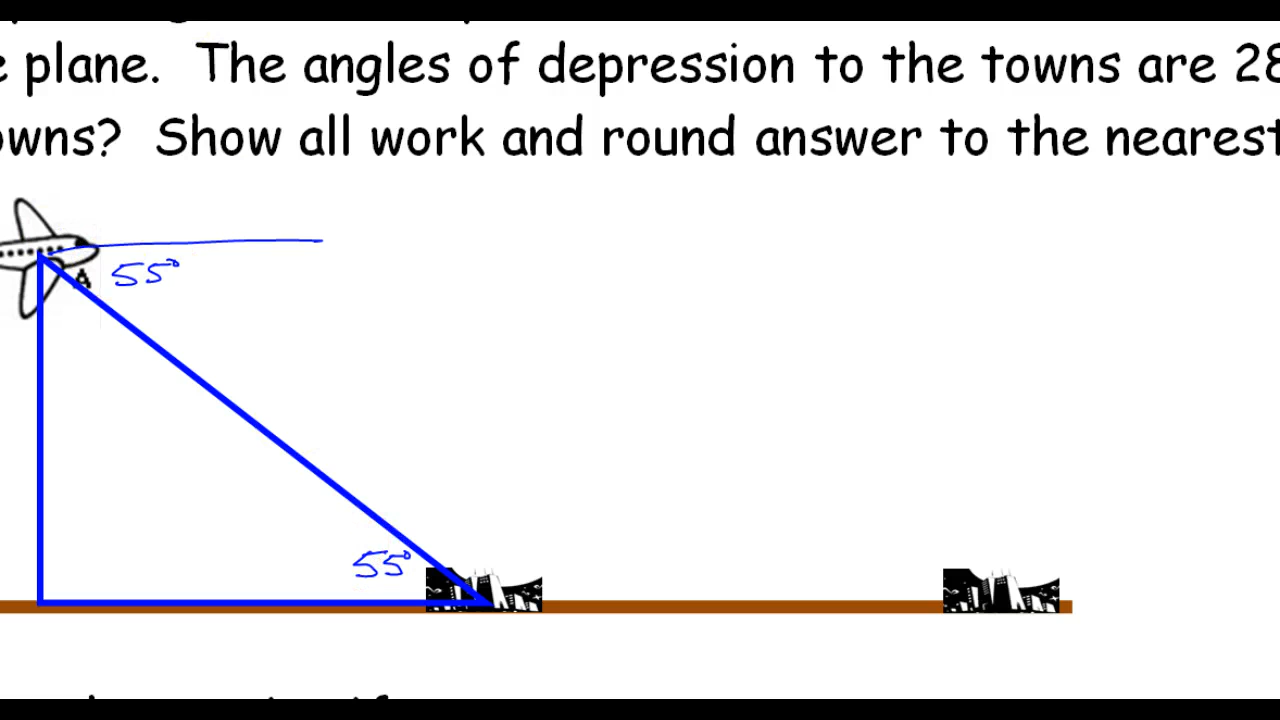 e plane. The angles of depression to the towns are 28
owns? Show all work and round answer to the nearest
55°
55°